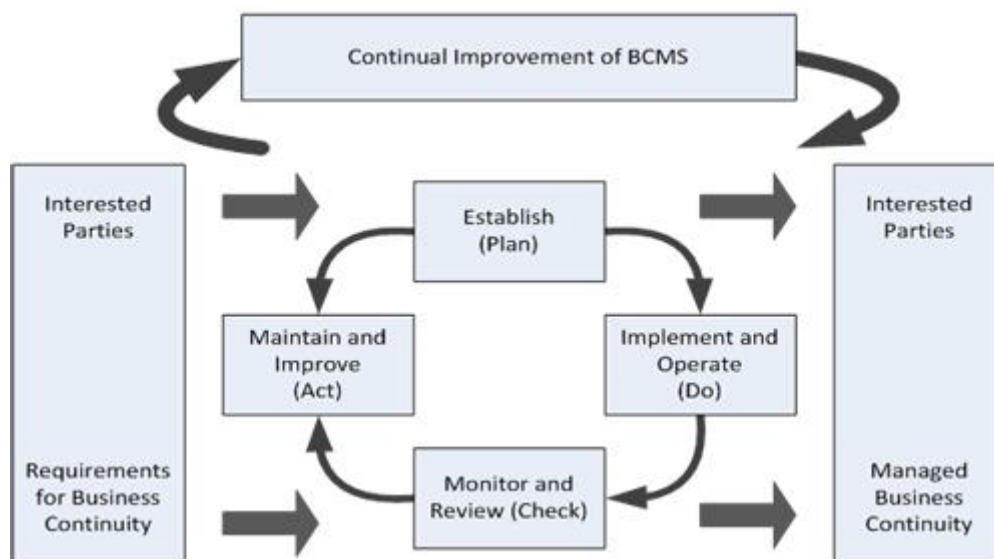 Continual Improvement of BCMS
Interested
Parties
Establish
(Plan)
Interested
Parties
Maintain and
Improve
(Act)
Implement and
Operate
(Do)
Requirements
for Business
Continuity
Monitor and
Review (Check)
Managed
Business
Continuity